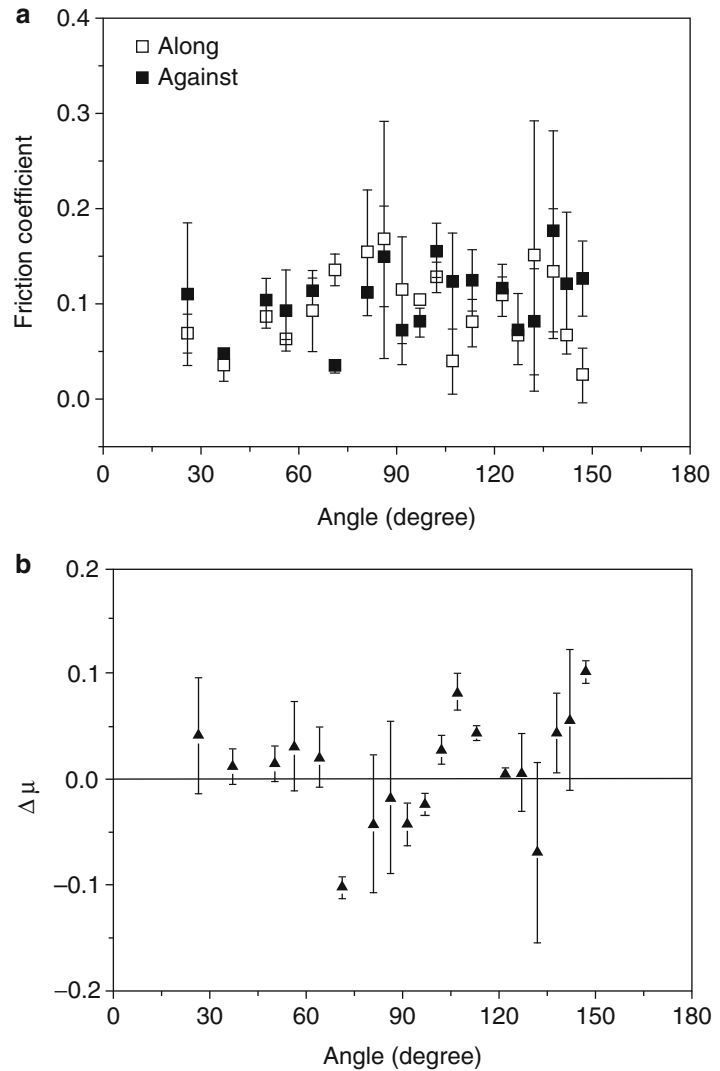 a
0.4
0.3
0.2
0.1
0.0
Friction coefficient
Along
Against
0 30 60 90 120 150 180
Angle (degree)
b
0.2
0.1
0.0
−0.1
−0.2
Δ μ
0 30 60 90 120 150 180
Angle (degree)